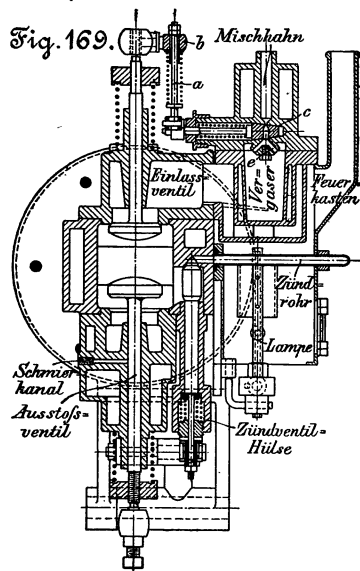 Fig. 169.
b
Mischhahn
a
c
e
Einlass=
ventil
Ver=
gaser
Feuer
kasten
Zünd
rohr
Lampe
Schmier
kanal
Ausstoſs=
ventil
Zündventil=
Hülse